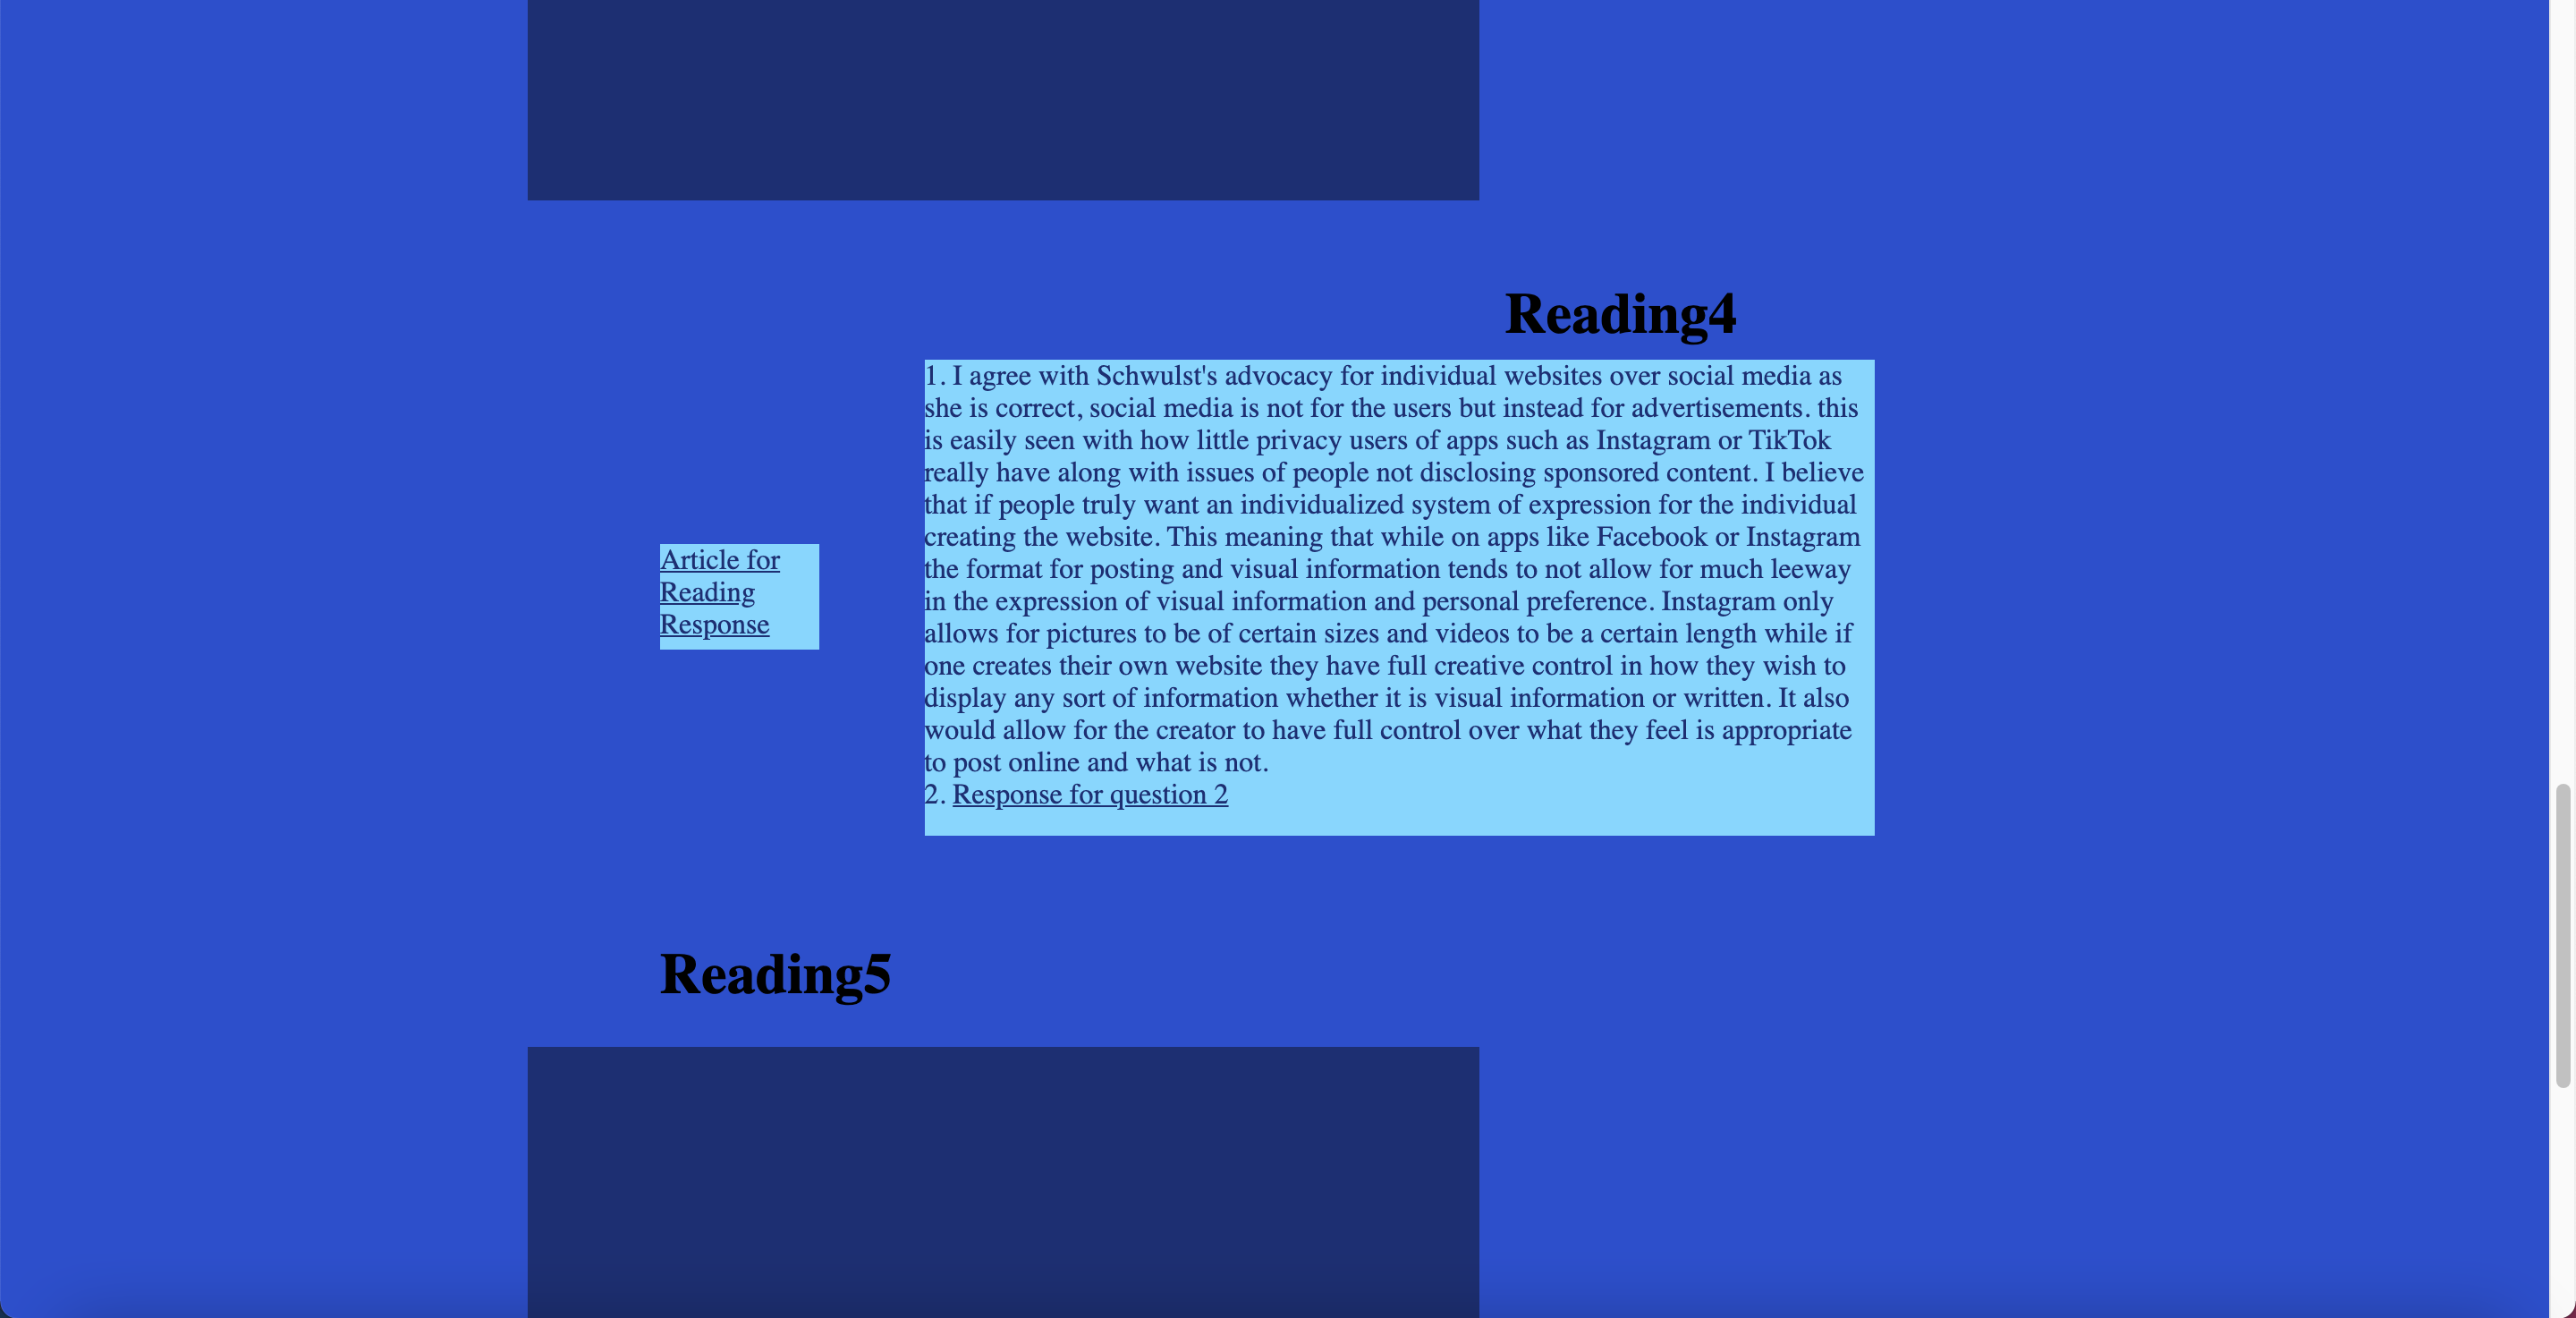 Reading4
1. I agree with Schwulst's advocacy for individual websites over social media as
she is correct, social media is not for the users but instead for advertisements. this
is easily seen with how little privacy users of apps such as Instagram or TikTok
really have along with issues of people not disclosing sponsored content. I believe
that if people truly want an individualized system of expression for the individual
creating the website. This meaning that while on apps like Facebook or Instagram
the format for posting and visual information tends to not allow for much leeway
in the expression of visual information and personal preference. Instagram only
allows for pictures to be of certain sizes and videos to be a certain length while if
one creates their own website they have full creative control in how they wish to
display any sort of information whether it is visual information or written. It also
would allow for the creator to have full control over what they feel is appropriate
to post online and what is not.
2. Response for question 2
Article for
Reading
Response
Reading5